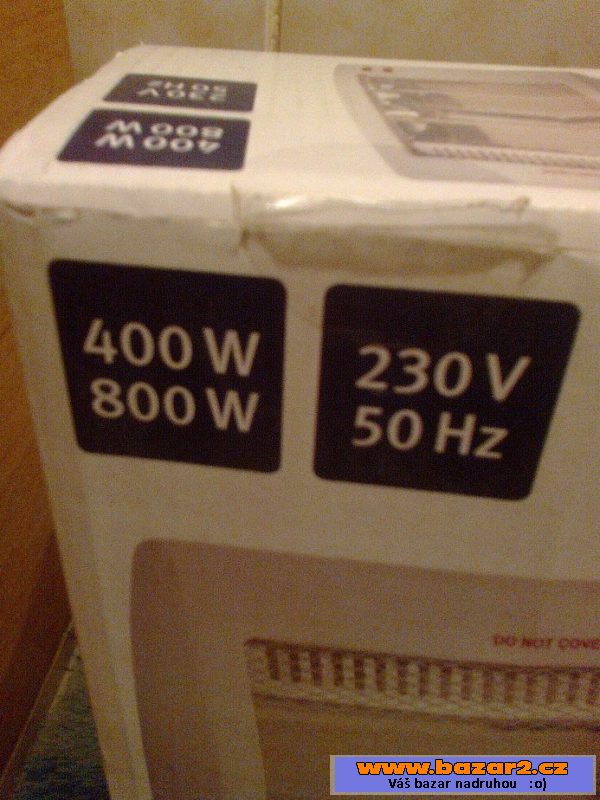 230 V
50 Hz
400 W
800 W
400 W
800 W
230 V
50 Hz
DO NOT COVE
www.bazar2.cz
Váš bazar nadruhou :o)